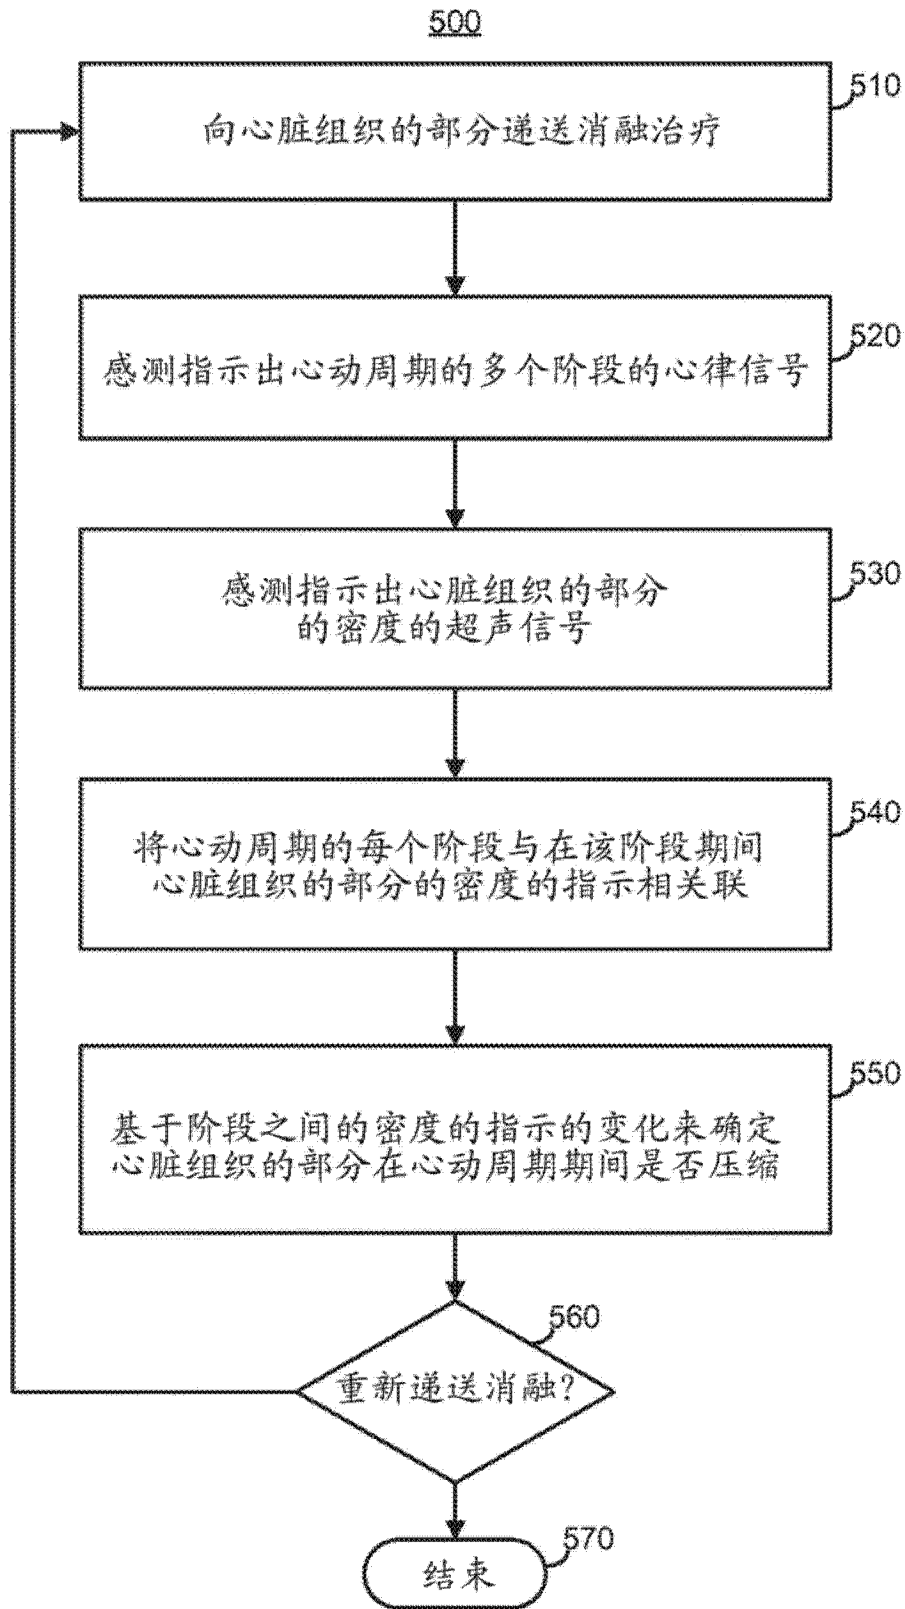 500
510
向心脏组织的部分递送消融治疗
520
感测指示出心动周期的多个阶段的心律信号
530
感测指示出心脏组织的部分
的密度的超声信号
540
将心动周期的每个阶段与在该阶段期间
心脏组织的部分的密度的指示相关联
550
基于阶段之间的密度的指示的变化来确定
心脏组织的部分在心动周期期间是否压缩
560
重新递送消融?
570
结束